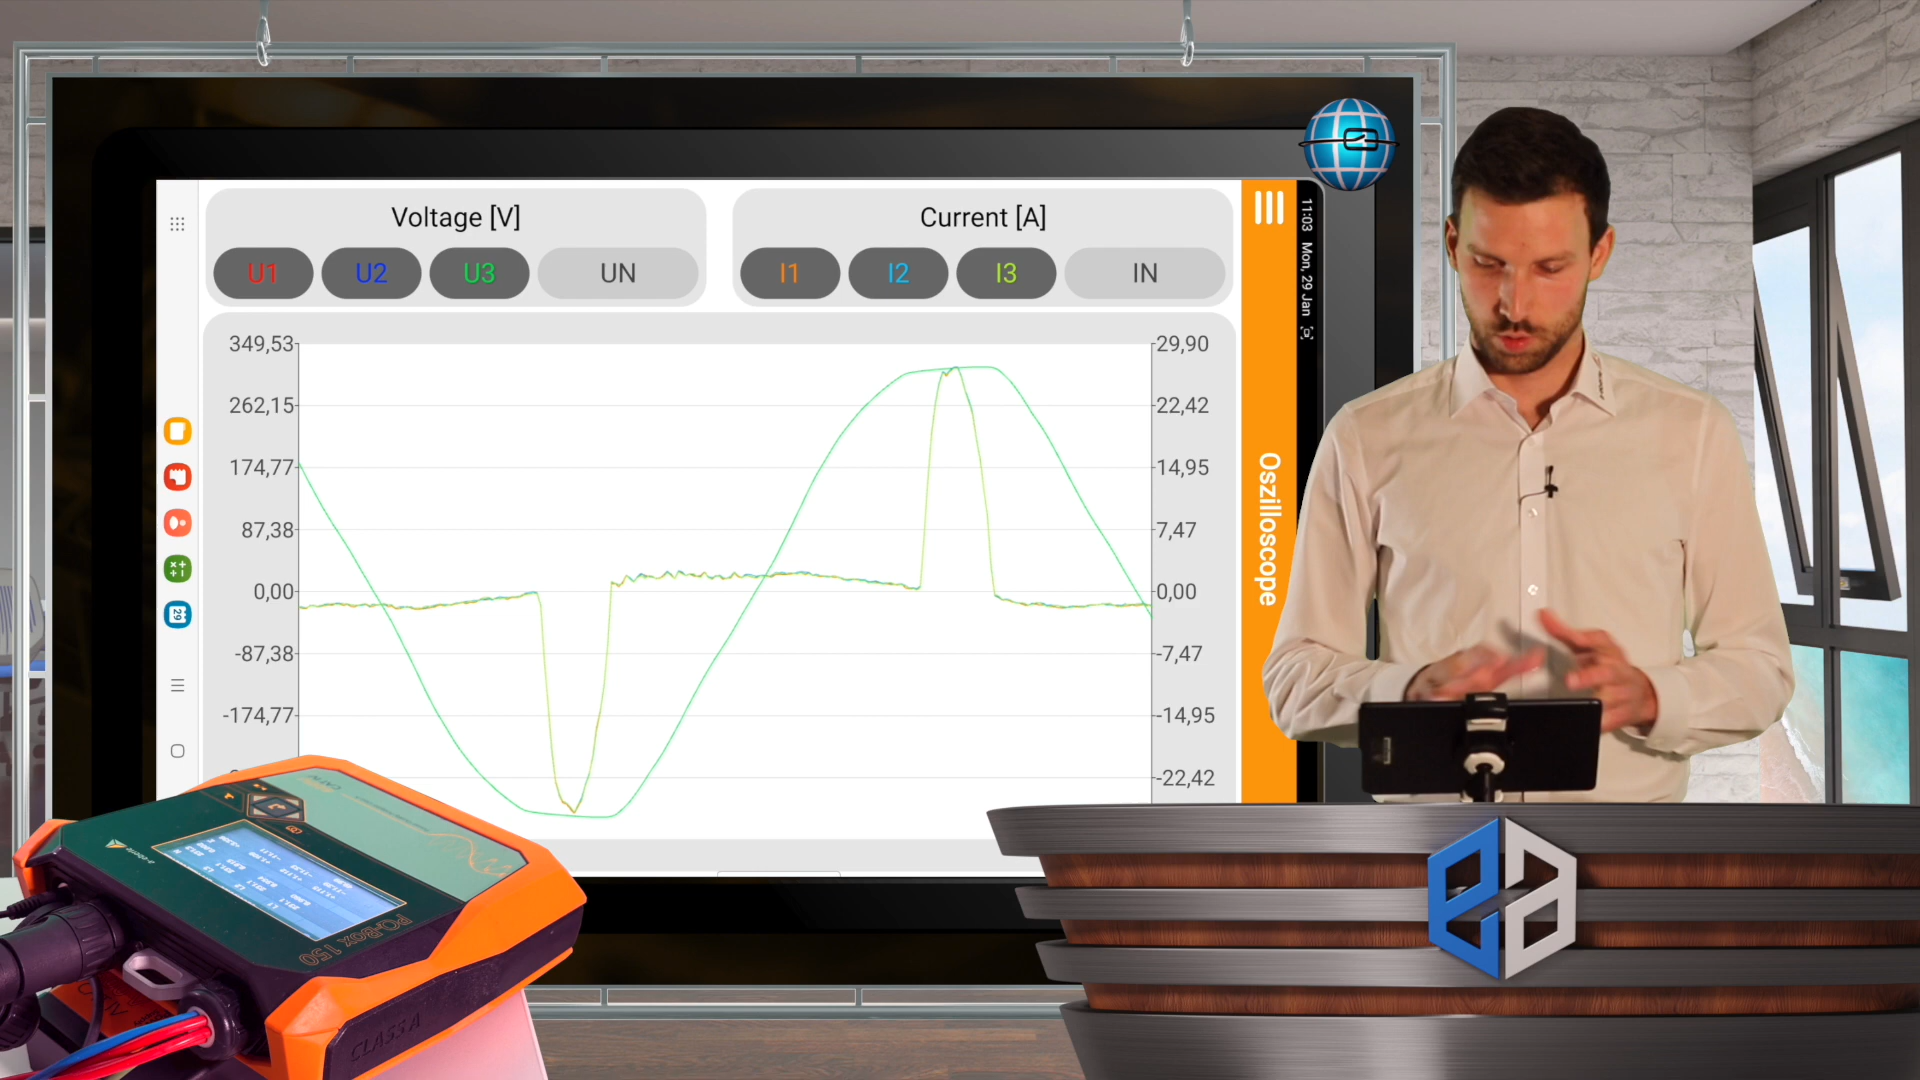 Voltage [V]
U1 U2 U3 UN
Current [A]
I1 I2 I3 IN
349,53
262,15
174,77
87,38
0,00
-87,38
-174,77
29,90
22,42
14,95
7,47
0,00
-7,47
-14,95
-22,42
Oszilloscope
11:03 Mon, 29 Jan
29
PQ-Box 150
CLASS A